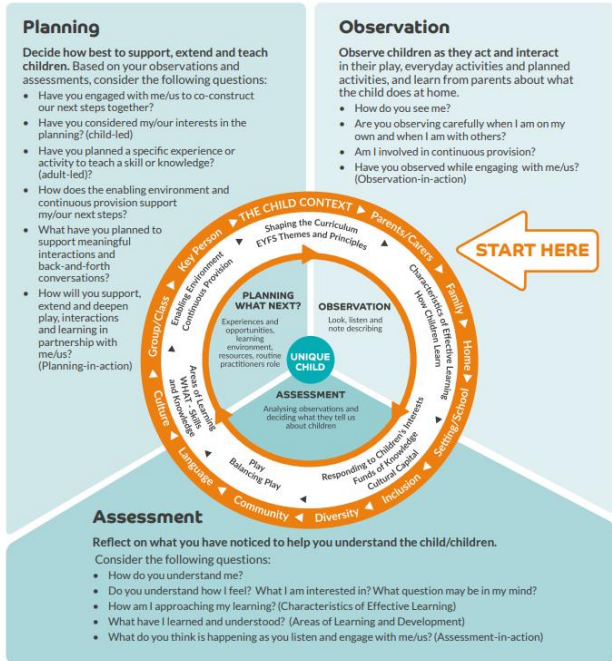 Planning
Decide how best to support, extend and teach
children. Based on your observations and
assessments, consider the following questions:
• Have you engaged with me/us to co-construct
our next steps together?
• Have you considered my/our interests in the
planning? (child-led)
• Have you planned a specific experience or
activity to teach a skill or knowledge?
(adult-led)?
• How does the enabling environment and
continuous provision support
my/our next steps?
• What have you planned to
support meaningful
interactions and
back-and-forth
conversations?
• How will you support,
extend and deepen
play, interactions
and learning in
partnership with
me/us?
(Planning-in-action)
Observation
Observe children as they act and interact
in their play, everyday activities and planned
activities, and learn from parents about what
the child does at home.
• How do you see me?
• Are you observing carefully when I am on my
own and when I am with others?
• Am I involved in continuous provision?
• Have you observed while engaging with me/us?
(Observation-in-action)
START HERE
THE CHILD CONTEXT
Parents/Carers
Family
Home
Setting/School
Inclusion
Diversity
Community
Language
Culture
Group/Class
Key Person
Shaping the Curriculum
EYFS Themes and Principles
Characteristics of Effective Learning
How Children Learn
Responding to Children's Interests
Funds of Knowledge
Cultural Capital
Play
Balancing Play
Areas of Learning
WHAT - Skills
and Knowledge
Enabling Environment
Continuous Provision
PLANNING
WHAT NEXT?
Experiences and
opportunities,
learning
environment,
resources, routine
practitioners role
OBSERVATION
Look, listen and
note describing
UNIQUE
CHILD
ASSESSMENT
Analysing observations and
deciding what they tell us
about children
Assessment
Reflect on what you have noticed to help you understand the child/children.
Consider the following questions:
• How do you understand me?
• Do you understand how I feel? What I am interested in? What question may be in my mind?
• How am I approaching my learning? (Characteristics of Effective Learning)
• What have I learned and understood? (Areas of Learning and Development)
• What do you think is happening as you listen and engage with me/us? (Assessment-in-action)